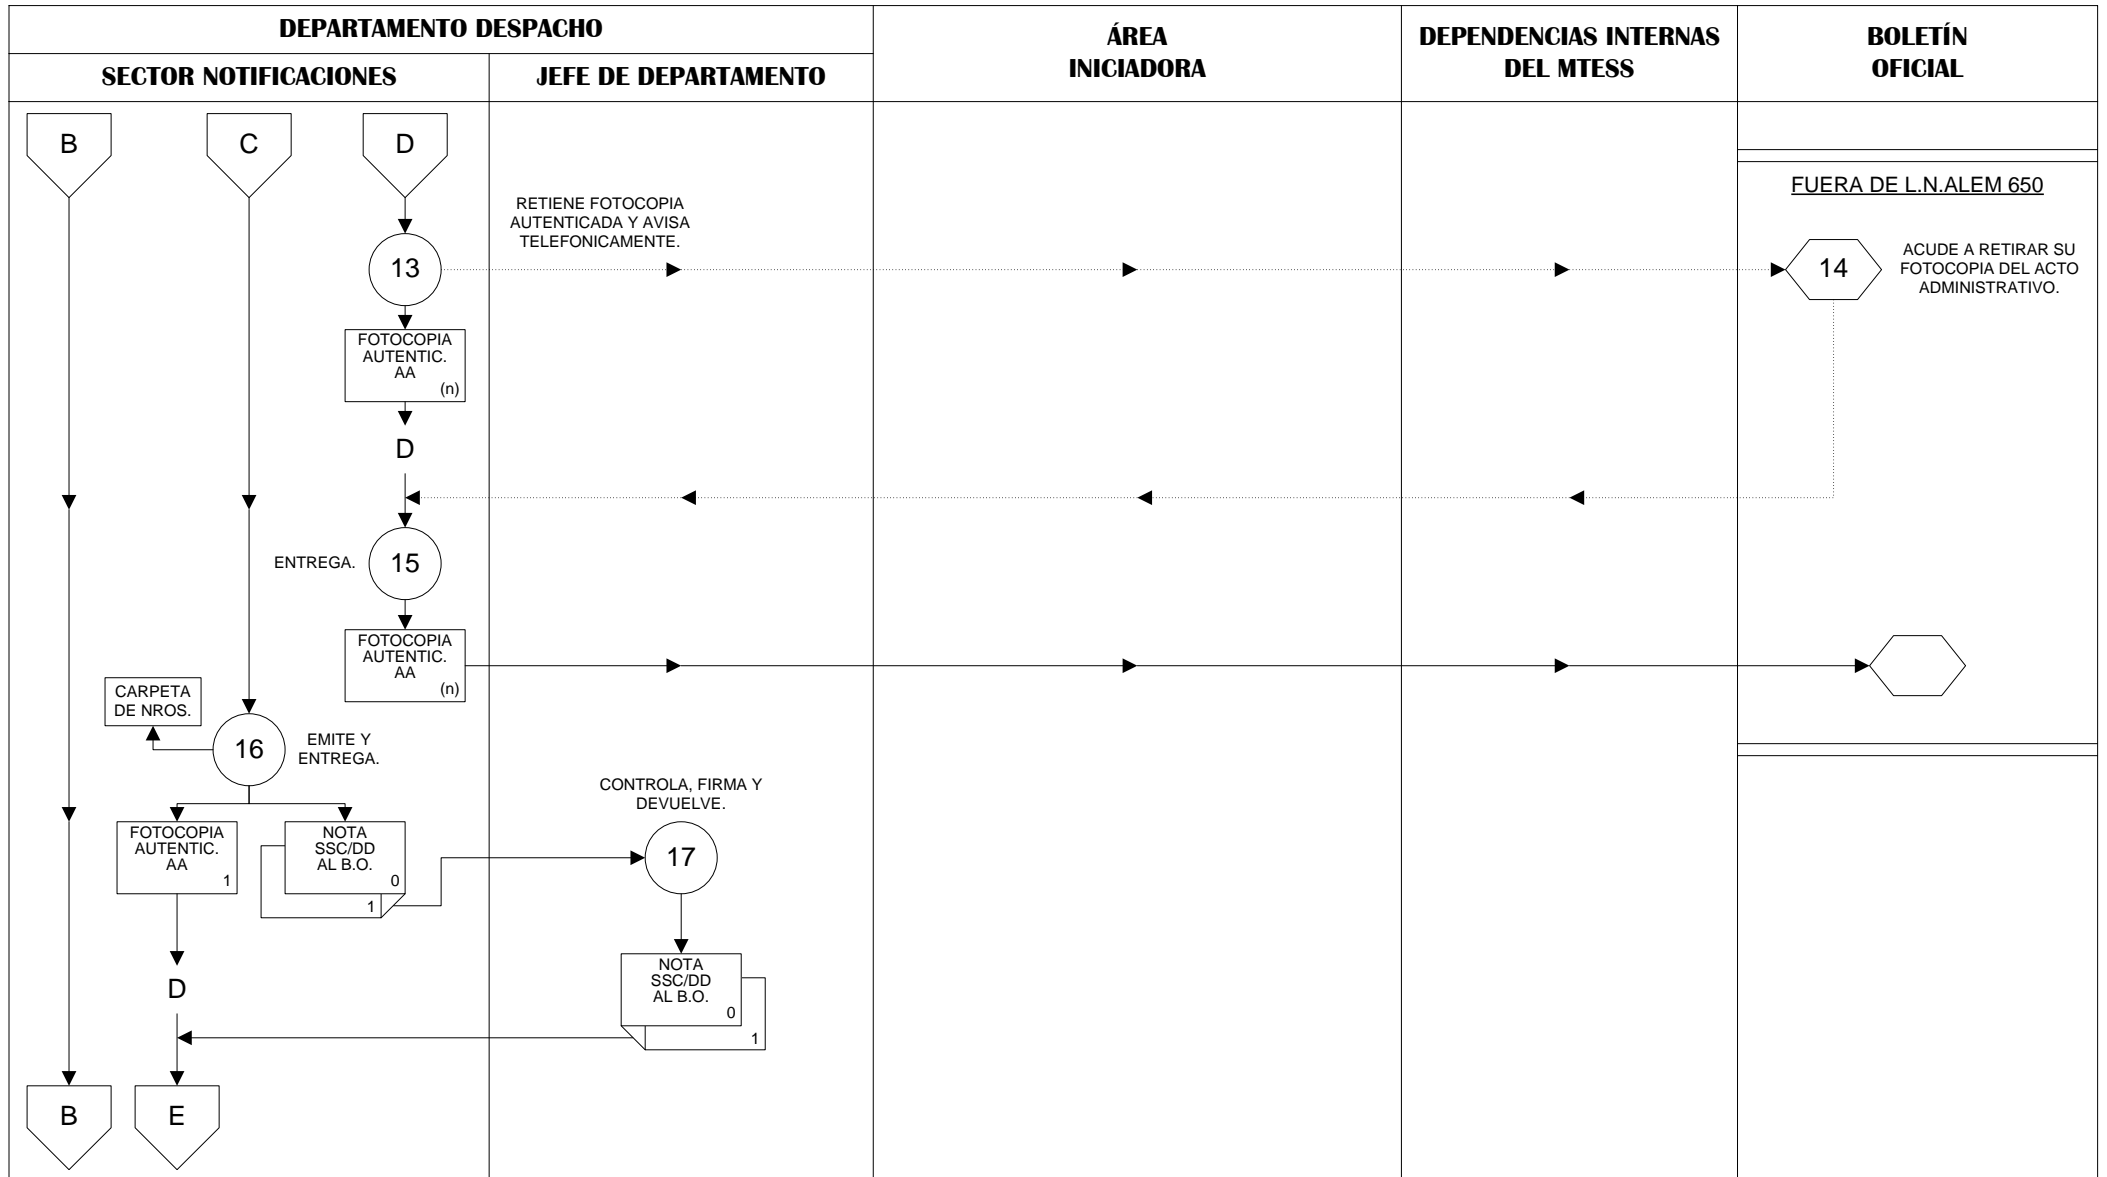 DEPARTAMENTO DESPACHO
SECTOR NOTIFICACIONES
JEFE DE DEPARTAMENTO
ÁREA
INICIADORA
DEPENDENCIAS INTERNAS
DEL MTESS
BOLETÍN
OFICIAL
B
C
D
FUERA DE L.N.ALEM 650
RETIENE FOTOCOPIA
AUTENTICADA Y AVISA
TELEFONICAMENTE.
13
14
ACUDE A RETIRAR SU
FOTOCOPIA DEL ACTO
ADMINISTRATIVO.
FOTOCOPIA
AUTENTIC.
AA
(n)
D
ENTREGA.
15
FOTOCOPIA
AUTENTIC.
AA
(n)
CARPETA
DE NROS.
16
EMITE Y
ENTREGA.
CONTROLA, FIRMA Y
DEVUELVE.
FOTOCOPIA
AUTENTIC.
AA
1
NOTA
SSC/DD
AL B.O.
0
1
17
D
NOTA
SSC/DD
AL B.O.
0
1
B
E